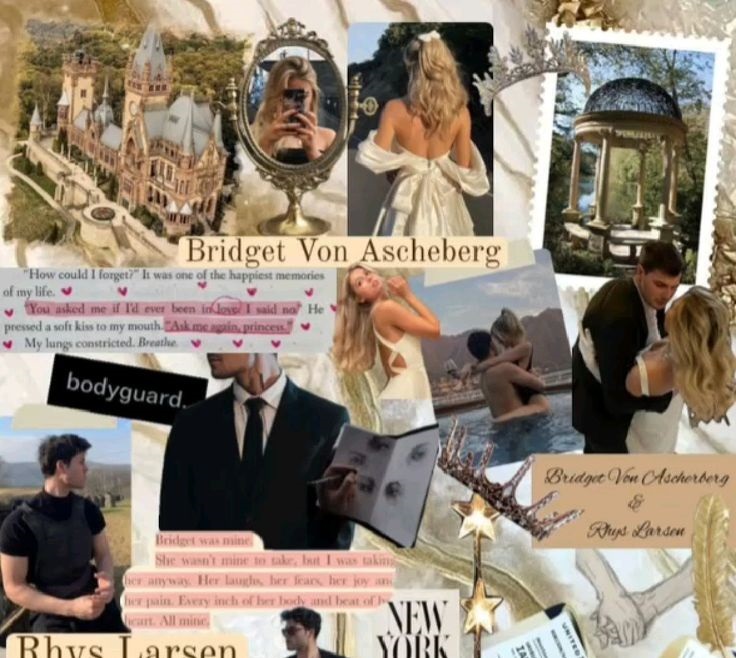 Bridget Von Ascheberg
"How could I forget?" It was one of the happiest memories
of my life.
"You asked me if I'd ever been in love. I said no." He
pressed a soft kiss to my mouth. "Ask me again, princess."
My lungs constricted. Breathe.
bodyguard.
Bridget Von Ascherberg
&
Rhys Larsen
Bridget was mine.
She wasn't mine to take, but I was taking
her anyway. Her laughs, her fears, her joy an
her pain. Every inch of her body and beat of h
heart. All mine.
NEW
YORK
UNITED
Rhys Larsen